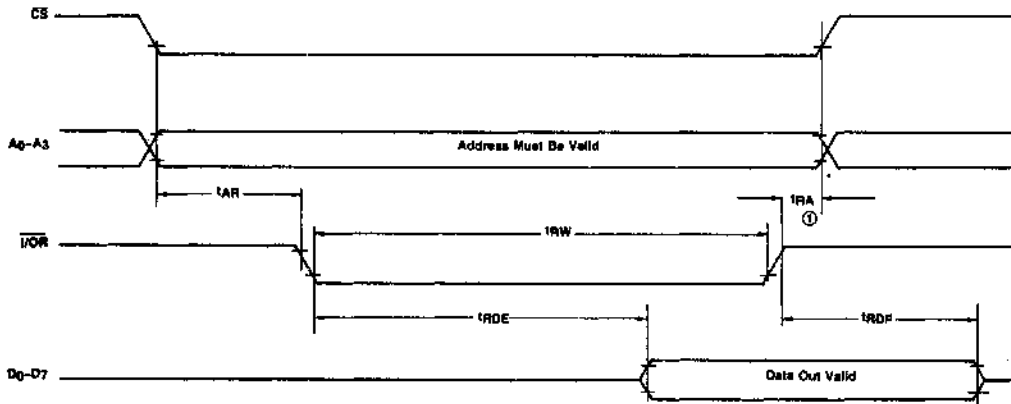 CS
A0-A3
Address Must Be Valid
tAR
tRA
①
I/OR
tRW
tRDE
tRDF
D0-D7
Data Out Valid